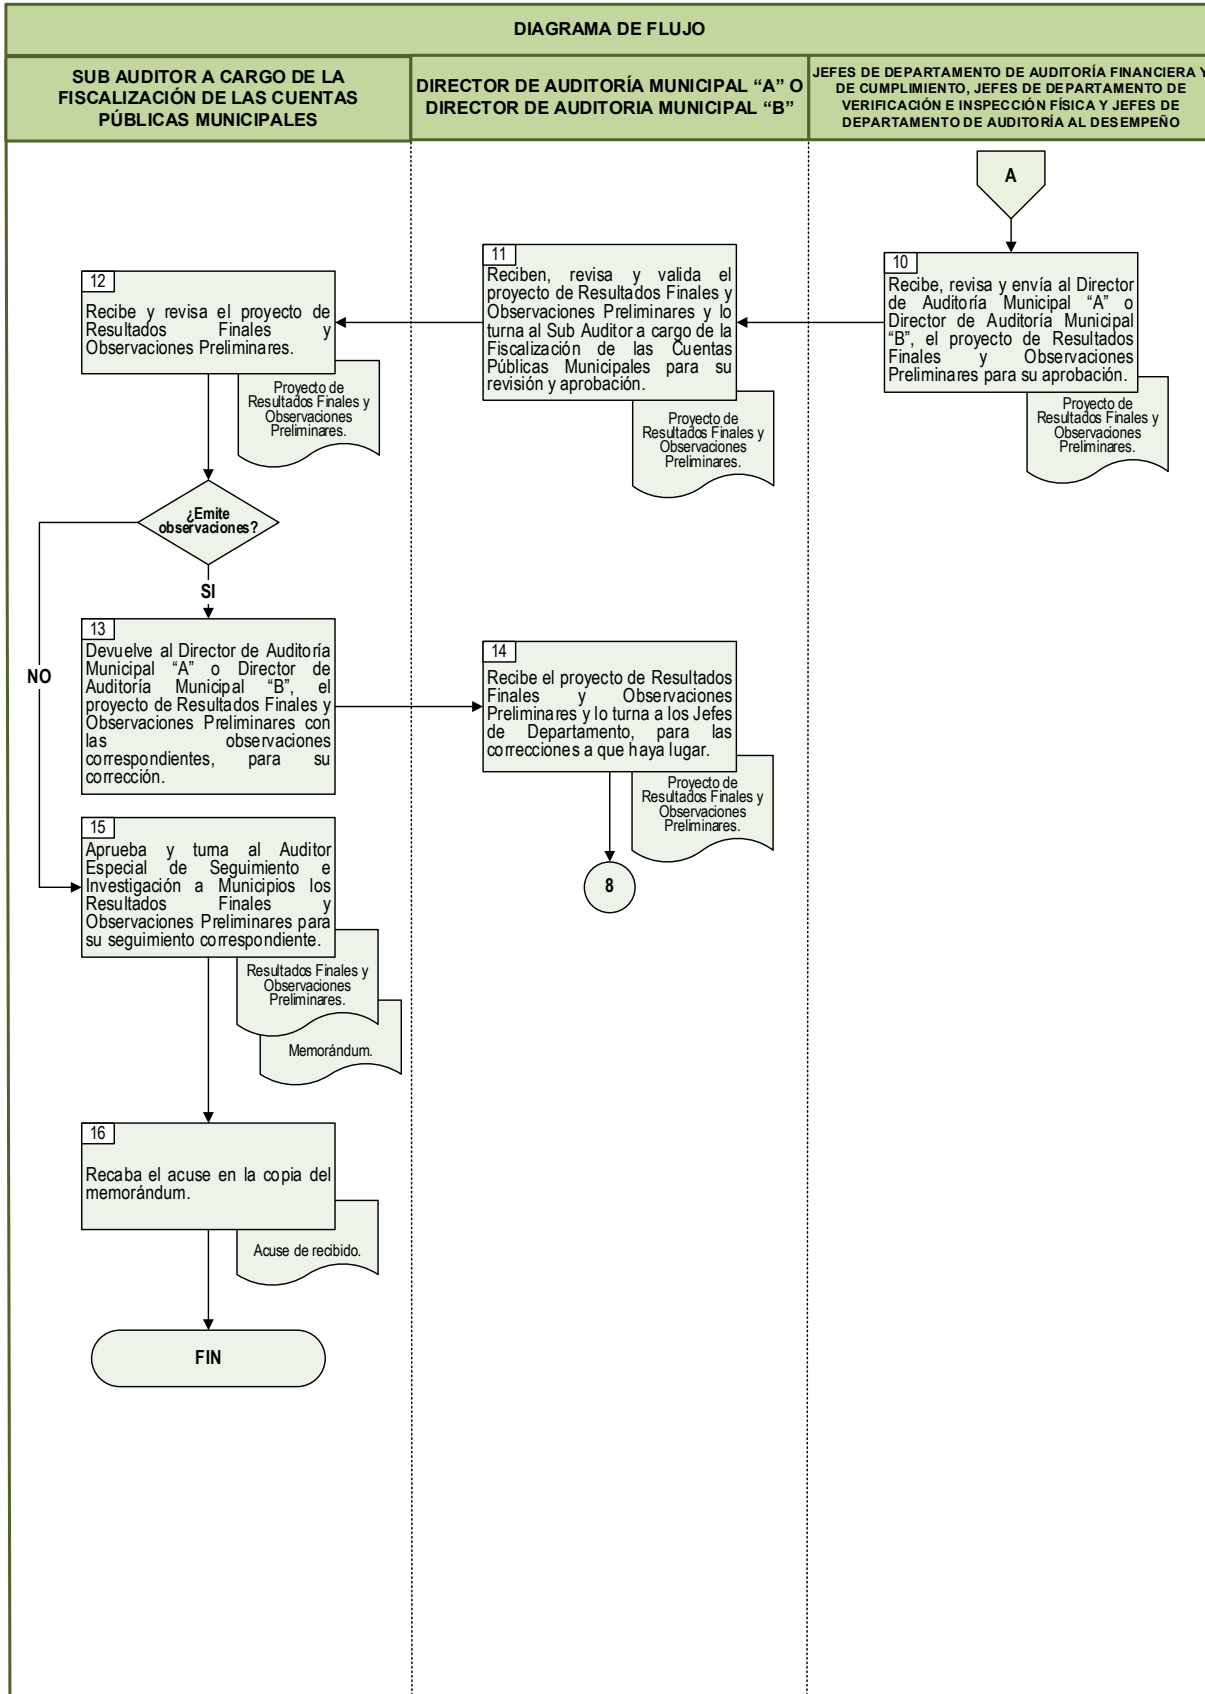 DIAGRAMA DE FLUJO
SUB AUDITOR A CARGO DE LA
FISCALIZACIÓN DE LAS CUENTAS
PÚBLICAS MUNICIPALES
DIRECTOR DE AUDITORÍA MUNICIPAL “A” O
DIRECTOR DE AUDITORIA MUNICIPAL “B”
JEFES DE DEPARTAMENTO DE AUDITORÍA FINANCIERA Y
DE CUMPLIMIENTO, JEFES DE DEPARTAMENTO DE
VERIFICACIÓN E INSPECCIÓN FÍSICA Y JEFES DE
DEPARTAMENTO DE AUDITORÍA AL DESEMPEÑO
A
10
Recibe, revisa y envía al Director
de Auditoría Municipal “A” o
Director de Auditoría Municipal
“B”, el proyecto de Resultados
Finales y Observaciones
Preliminares para su aprobación.
Proyecto de
Resultados Finales y
Observaciones
Preliminares.
11
Reciben, revisa y valida el
proyecto de Resultados Finales y
Observaciones Preliminares y lo
turna al Sub Auditor a cargo de la
Fiscalización de las Cuentas
Públicas Municipales para su
revisión y aprobación.
Proyecto de
Resultados Finales y
Observaciones
Preliminares.
12
Recibe y revisa el proyecto de
Resultados Finales y
Observaciones Preliminares.
Proyecto de
Resultados Finales y
Observaciones
Preliminares.
¿Emite
observaciones?
SI
NO
13
Devuelve al Director de Auditoría
Municipal “A” o Director de
Auditoría Municipal “B”, el
proyecto de Resultados Finales y
Observaciones Preliminares con
las observaciones
correspondientes, para su
corrección.
14
Recibe el proyecto de Resultados
Finales y Observaciones
Preliminares y lo turna a los Jefes
de Departamento, para las
correcciones a que haya lugar.
Proyecto de
Resultados Finales y
Observaciones
Preliminares.
8
15
Aprueba y turna al Auditor
Especial de Seguimiento e
Investigación a Municipios los
Resultados Finales y
Observaciones Preliminares para
su seguimiento correspondiente.
Resultados Finales y
Observaciones
Preliminares.
Memorándum.
16
Recaba el acuse en la copia del
memorándum.
Acuse de recibido.
FIN